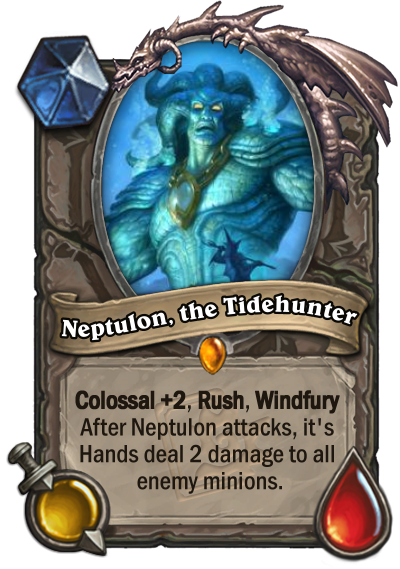 Neptulon, the Tidehunter
Colossal +2, Rush, Windfury
After Neptulon attacks, it's
Hands deal 2 damage to all
enemy minions.